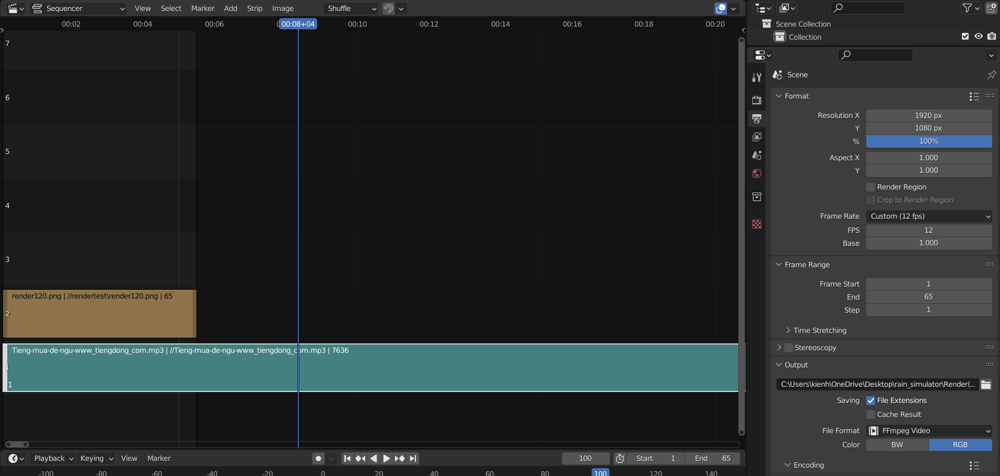 Sequencer View Select Marker Add Strip Image Shuffle
00:02 00:04 00:06 00:08+04 00:10 00:12 00:14 00:16 00:18 00:20
7
6
5
4
3
render120.png | //rendertest\render120.png | 65
2
Tieng-mua-de-ngu-www_tiengdong_com.mp3 | //Tieng-mua-de-ngu-www_tiengdong_com.mp3 | 7636
1
1
Playback Keying View Marker 100 Start 1 End 65
-100 -80 -60 -40 -20 0 20 40 60 80 100 120 140
Scene Collection
Collection
Scene
Format
Resolution X 1920 px
Y 1080 px
% 100%
Aspect X 1.000
Y 1.000
Render Region
Crop to Render Region
Frame Rate Custom (12 fps)
FPS 12
Base 1.000
Frame Range
Frame Start 1
End 65
Step 1
Time Stretching
Stereoscopy
Output
C:\Users\kienh\OneDrive\Desktop\rain_simulator\Render(...
Saving File Extensions
Cache Result
File Format FFmpeg Video
Color BW RGB
Encoding